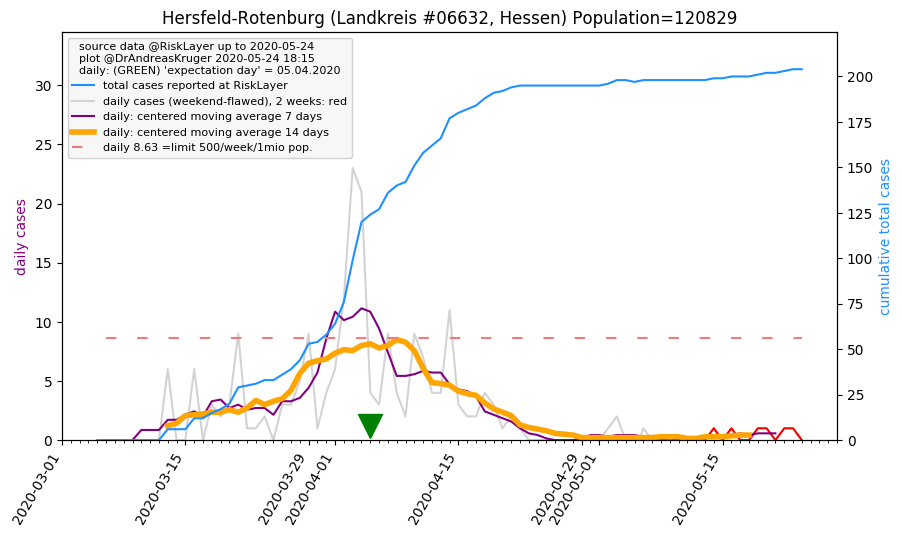 Hersfeld-Rotenburg (Landkreis #06632, Hessen) Population=120829
source data @RiskLayer up to 2020-05-24
plot @DrAndreasKruger 2020-05-24 18:15
daily: (GREEN) 'expectation day' = 05.04.2020
total cases reported at RiskLayer
daily cases (weekend-flawed), 2 weeks: red
daily: centered moving average 7 days
daily: centered moving average 14 days
daily 8.63 =limit 500/week/1mio pop.
daily cases
30
25
20
15
10
5
0
cumulative total cases
200
175
150
125
100
75
50
25
0
2020-03-01
2020-03-15
2020-03-29
2020-04-01
2020-04-15
2020-04-29
2020-05-01
2020-05-15